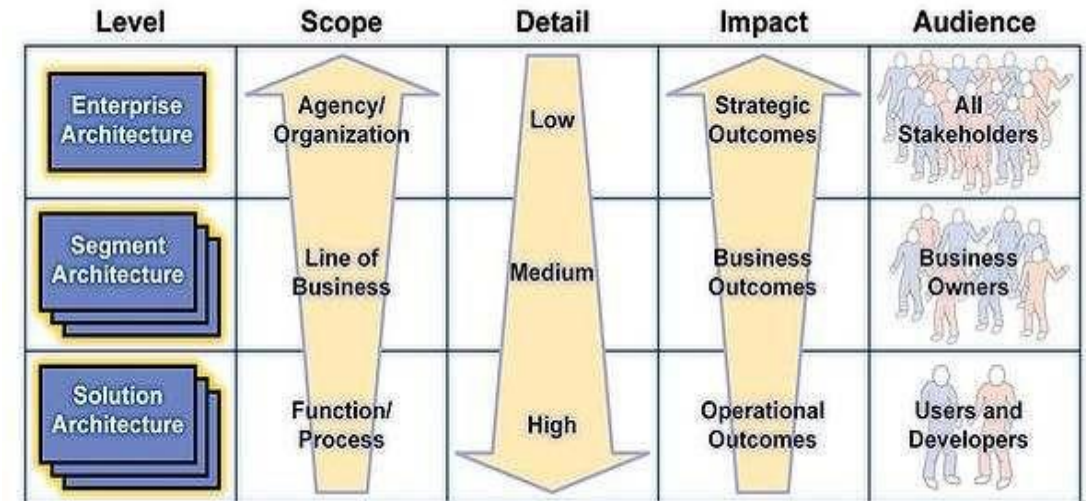 Level Scope Detail Impact Audience
Enterprise Agency/ Low Strategic All
Architecture Organization Outcomes Stakeholders
Segment Line of Medium Business Business
Architecture Business Outcomes Owners
Solution Function/ High Operational Users and
Architecture Process Outcomes Developers